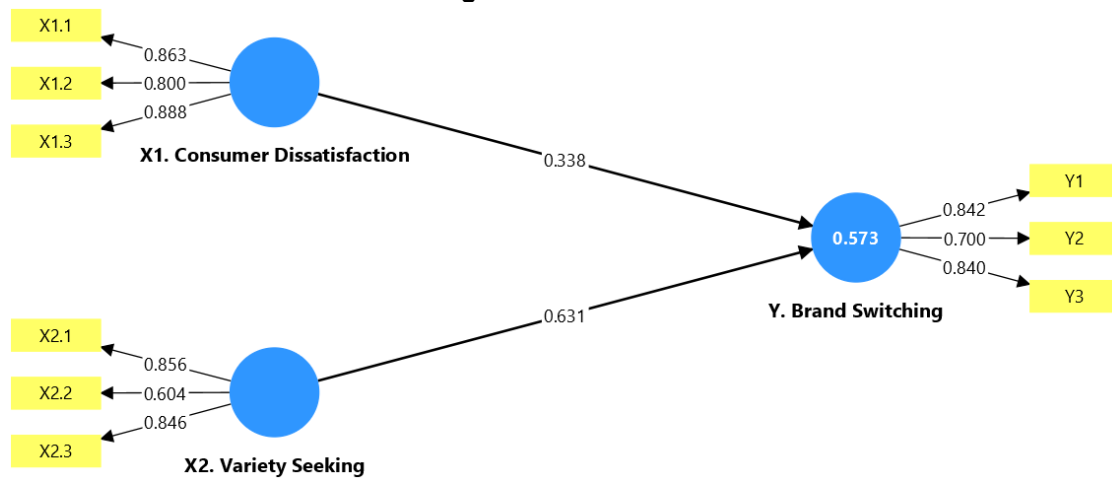 X1.1
0.863
X1.2
0.800
0.888
X1.3
X1. Consumer Dissatisfaction
0.338
Y1
0.842
0.573
0.700
Y2
0.840
Y3
Y. Brand Switching
0.631
X2.1
0.856
X2.2
0.604
0.846
X2.3
X2. Variety Seeking